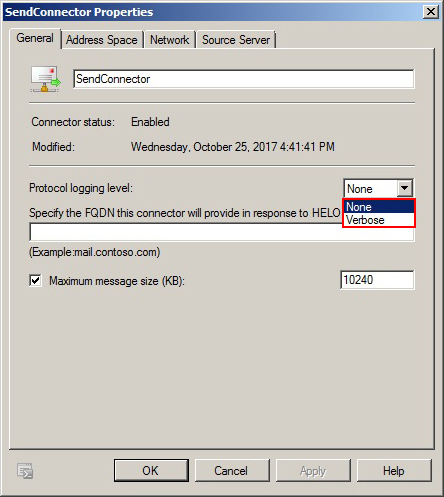 SendConnector Properties
General Address Space Network Source Server
SendConnector
Connector status: Enabled
Modified: Wednesday, October 25, 2017 4:41:41 PM
Protocol logging level: None
None
Specify the FQDN this connector will provide in response to HELO
Verbose
(Example:mail.contoso.com)
Maximum message size (KB): 10240
OK Cancel Apply Help